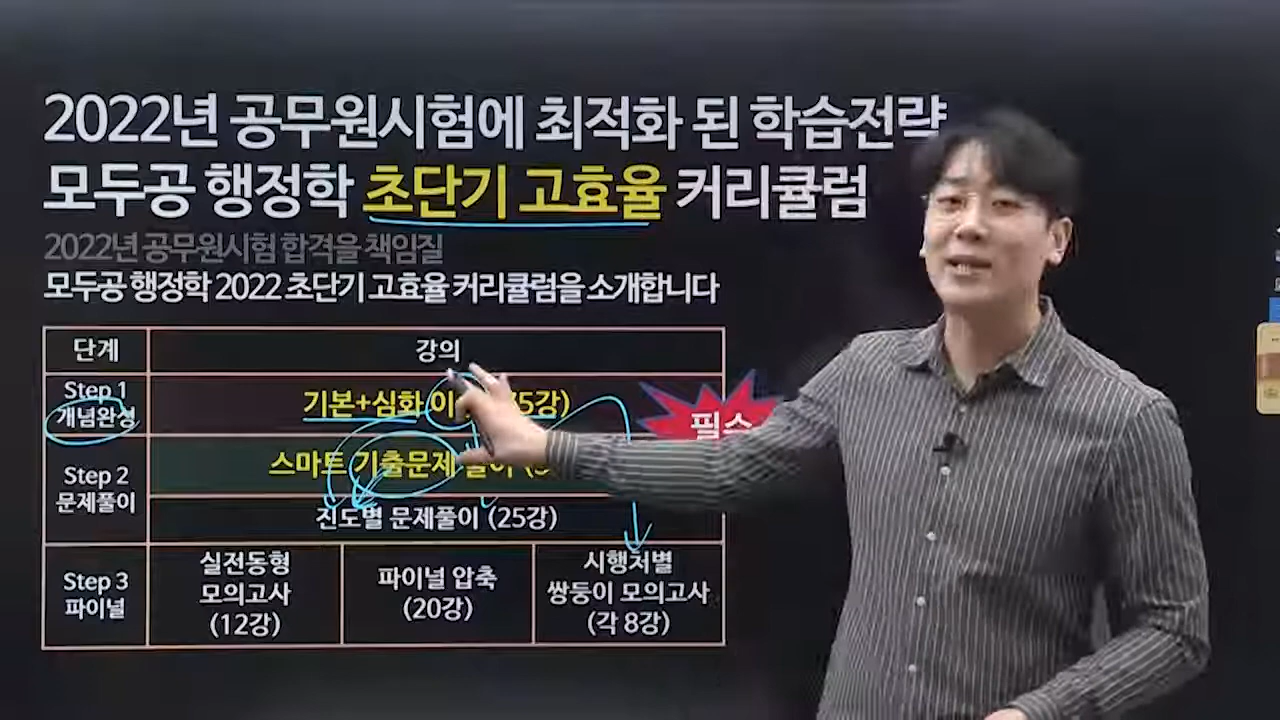 2022년 공무원시험에 최적화 된 학습전략
모두공 행정학 초단기 고효율 커리큘럼
2022년 공무원시험 합격을 책임질
모두공 행정학 2022 초단기 고효율 커리큘럼을 소개합니다
단계
강의
Step 1
개념완성
기본+심화
75강)
필수
Step 2
문제풀이
스마트 기출문제
진도별 문제풀이 (25강)
Step 3
파이널
실전동형
모의고사
(12강)
파이널 압축
(20강)
시행처별
쌍둥이 모의고사
(각 8강)